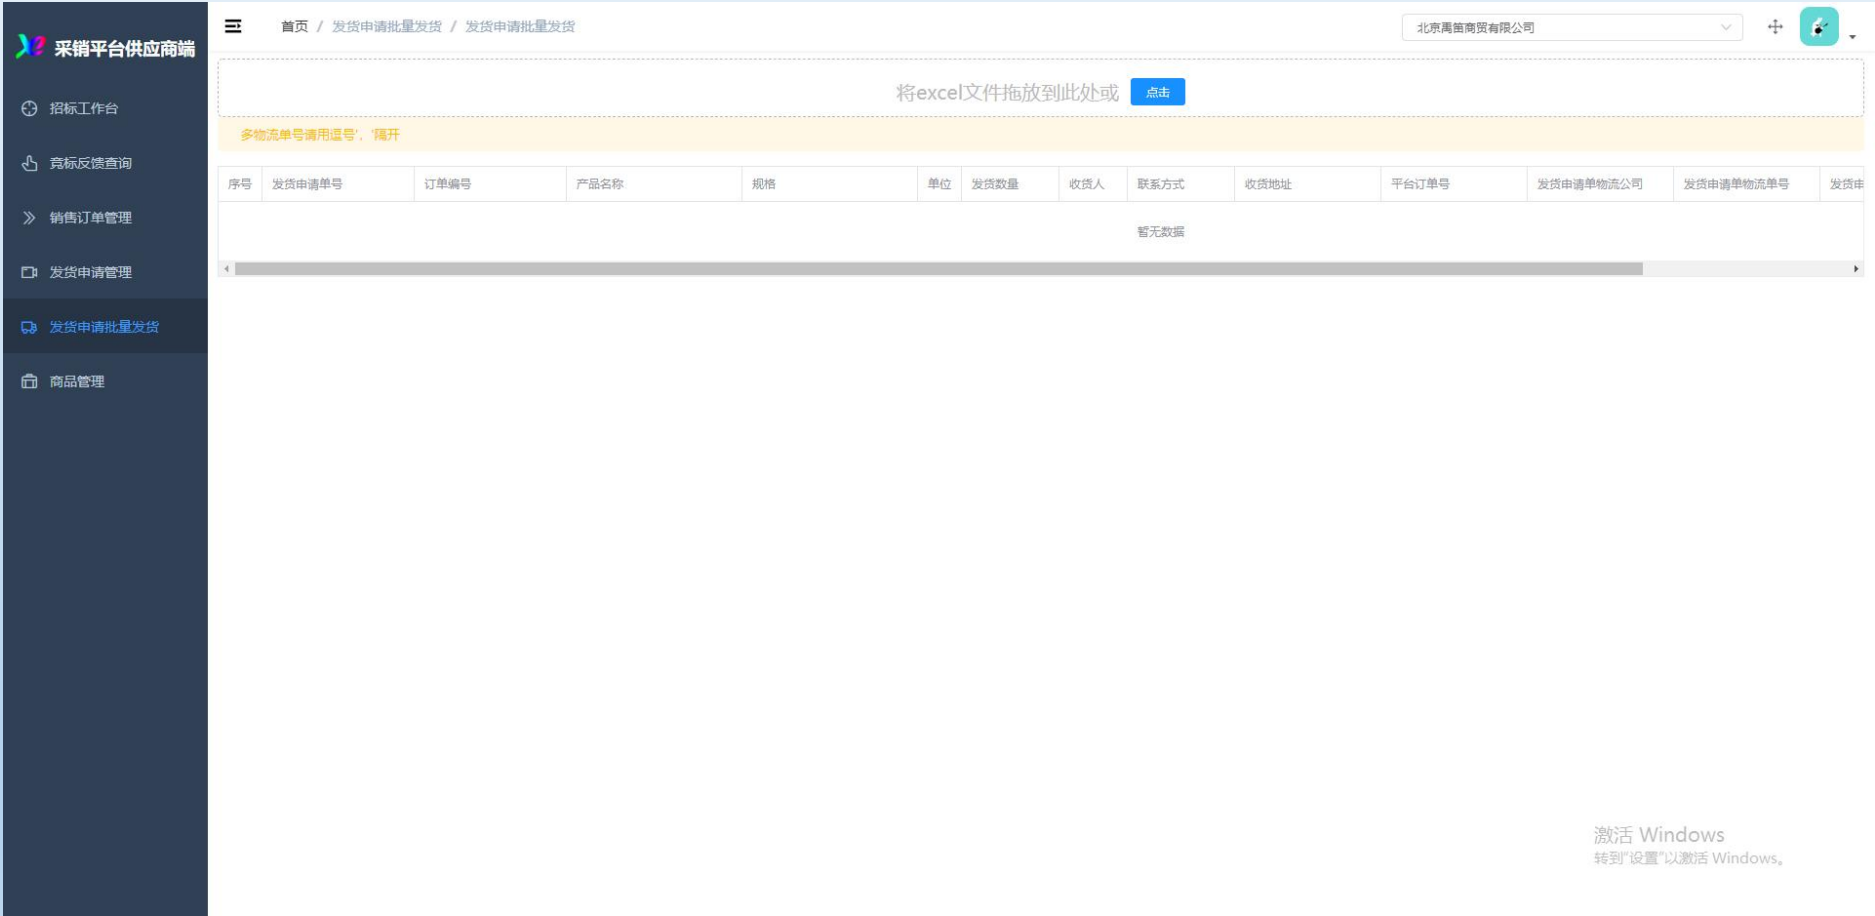 采销平台供应商端
招标工作台
竞标反馈查询
销售订单管理
发货申请管理
发货申请批量发货
商品管理
首页 / 发货申请批量发货 / 发货申请批量发货
北京禹笛商贸有限公司
将excel文件拖放到此处或 点击
多物流单号请用逗号’，‘隔开
序号 发货申请单号 订单编号 产品名称 规格 单位 发货数量 收货人 联系方式 收货地址 平台订单号 发货申请单物流公司 发货申请单物流单号 发货申
暂无数据
激活 Windows
转到"设置"以激活 Windows。